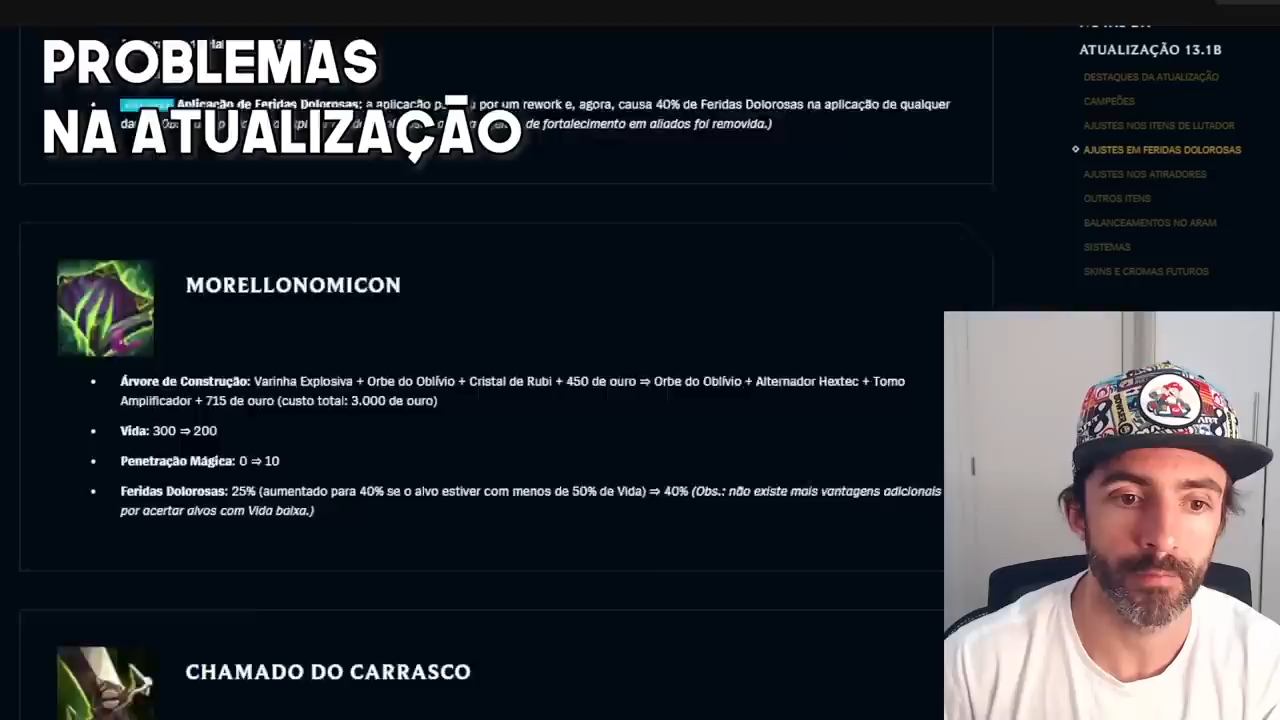 PROBLEMAS
NA ATUALIZAÇÃO
Aplicação de Feridas Dolorosas: a aplicação por um rework e, agora, causa 40% de Feridas Dolorosas na aplicação de qualquer
de fortalecimento em aliados foi removida.)
MORELLONOMICON
• Árvore de Construção: Varinha Explosiva + Orbe do Oblívio + Cristal de Rubi + 450 de ouro ⇒ Orbe do Oblívio + Alternador Hextec + Tomo
Amplificador + 715 de ouro (custo total: 3.000 de ouro)
• Vida: 300 ⇒ 200
• Penetração Mágica: 0 ⇒ 10
• Feridas Dolorosas: 25% (aumentado para 40% se o alvo estiver com menos de 50% de Vida) ⇒ 40% (Obs.: não existe mais vantagens adicionais
por acertar alvos com Vida baixa.)
CHAMADO DO CARRASCO
ATUALIZAÇÃO 13.1B
DESTAQUES DA ATUALIZAÇÃO
CAMPEÕES
AJUSTES NOS ITENS DE LUTADOR
AJUSTES EM FERIDAS DOLOROSAS
AJUSTES NOS ATIRADORES
OUTROS ITENS
BALANCEAMENTOS NO ARAM
SISTEMAS
SKINS E CROMAS FUTUROS